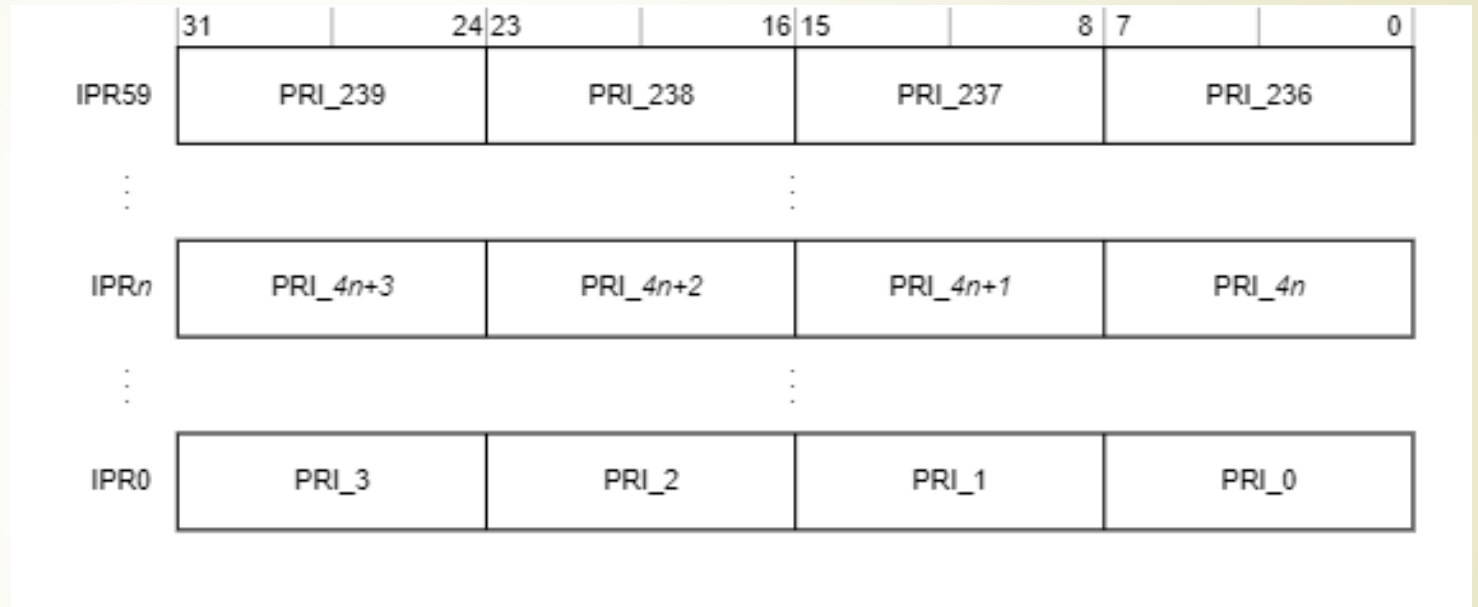 31 24 23 16 15 8 7 0
IPR59 PRI_239 PRI_238 PRI_237 PRI_236
IPRn PRI_4n+3 PRI_4n+2 PRI_4n+1 PRI_4n
IPR0 PRI_3 PRI_2 PRI_1 PRI_0